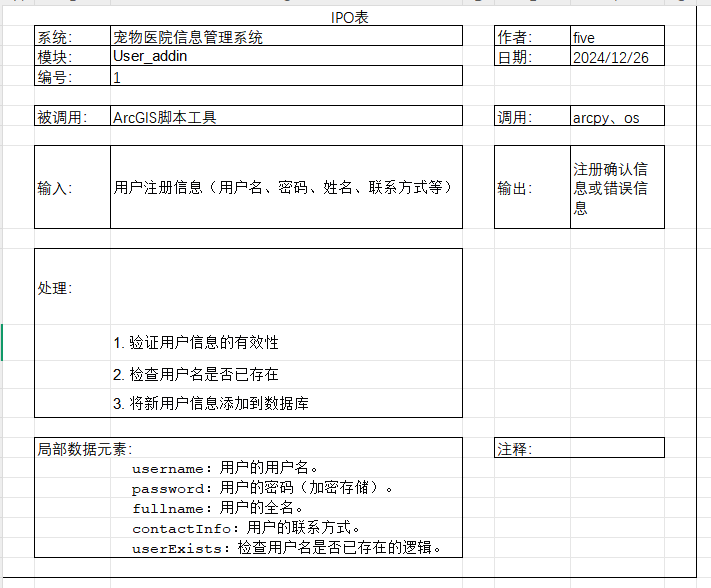 IPO表
系统: 宠物医院信息管理系统 作者: five
模块: User_addin 日期: 2024/12/26
编号: 1
被调用: ArcGIS脚本工具 调用: arcpy、os
输入: 用户注册信息（用户名、密码、姓名、联系方式等） 输出: 注册确认信
息或错误信
息
处理:
1. 验证用户信息的有效性
2. 检查用户名是否已存在
3. 将新用户信息添加到数据库
局部数据元素: 注释:
username: 用户的用户名。
password: 用户的密码（加密存储）。
fullname: 用户的全名。
contactInfo: 用户的联系方式。
userExists: 检查用户名是否已存在的逻辑。